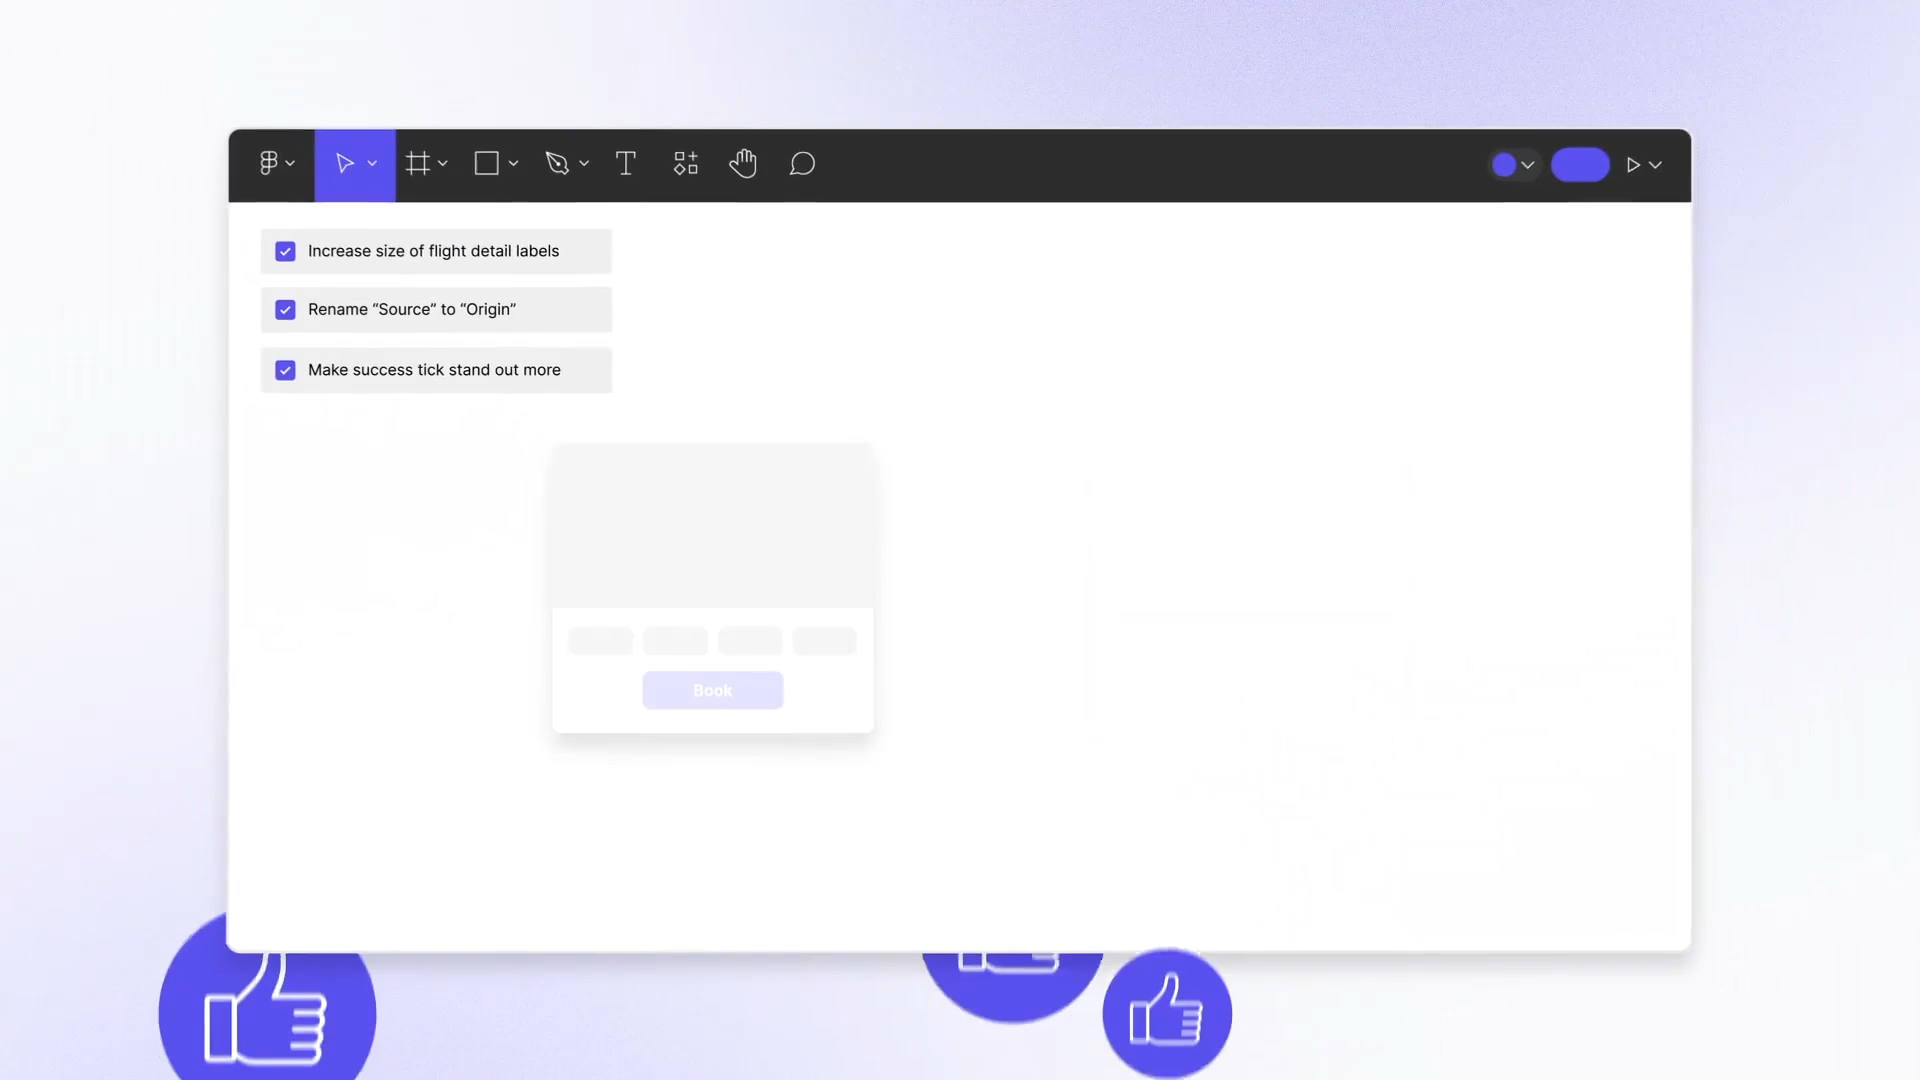 Increase size of flight detail labels
Rename “Source” to “Origin”
Make success tick stand out more
Book